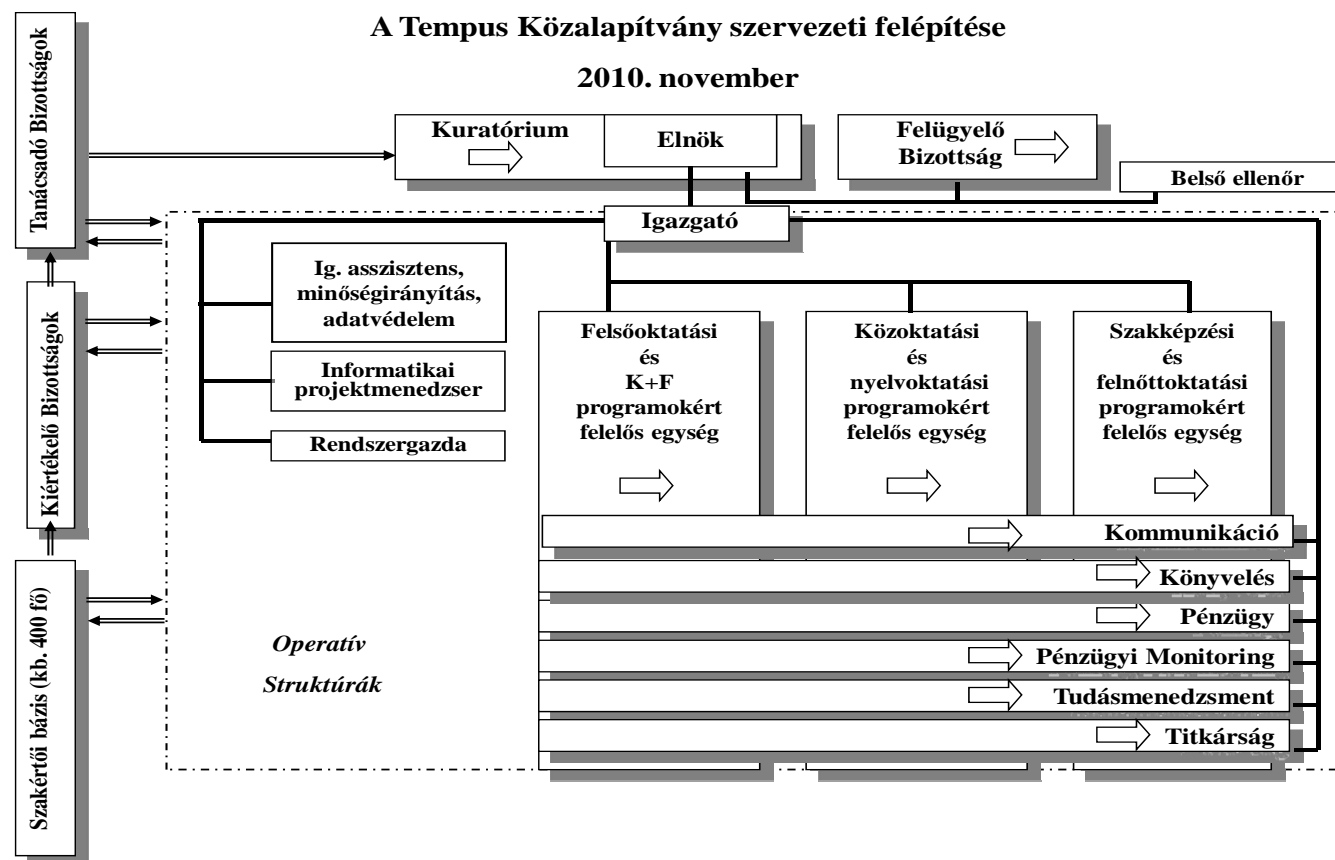 A Tempus Közalapítvány szervezeti felépítése
2010. november
Tanácsadó Bizottságok
Kuratórium
Elnök
Felügyelő
Bizottság
Belső ellenőr
Igazgató
Ig. asszisztens,
minőségirányítás,
adatvédelem
Informatikai
projektmenedzser
Rendszergazda
Kiértékelő Bizottságok
Felsőoktatási
és
K+F
programokért
felelős egység
Közoktatási
és
nyelvoktatási
programokért
felelős egység
Szakképzési
és
felnőttoktatási
programokért
felelős egység
Kommunikáció
Könyvelés
Pénzügy
Pénzügyi Monitoring
Tudásmenedzsment
Titkárság
Operatív
Struktúrák
Szakértői bázis (kb. 400 fő)